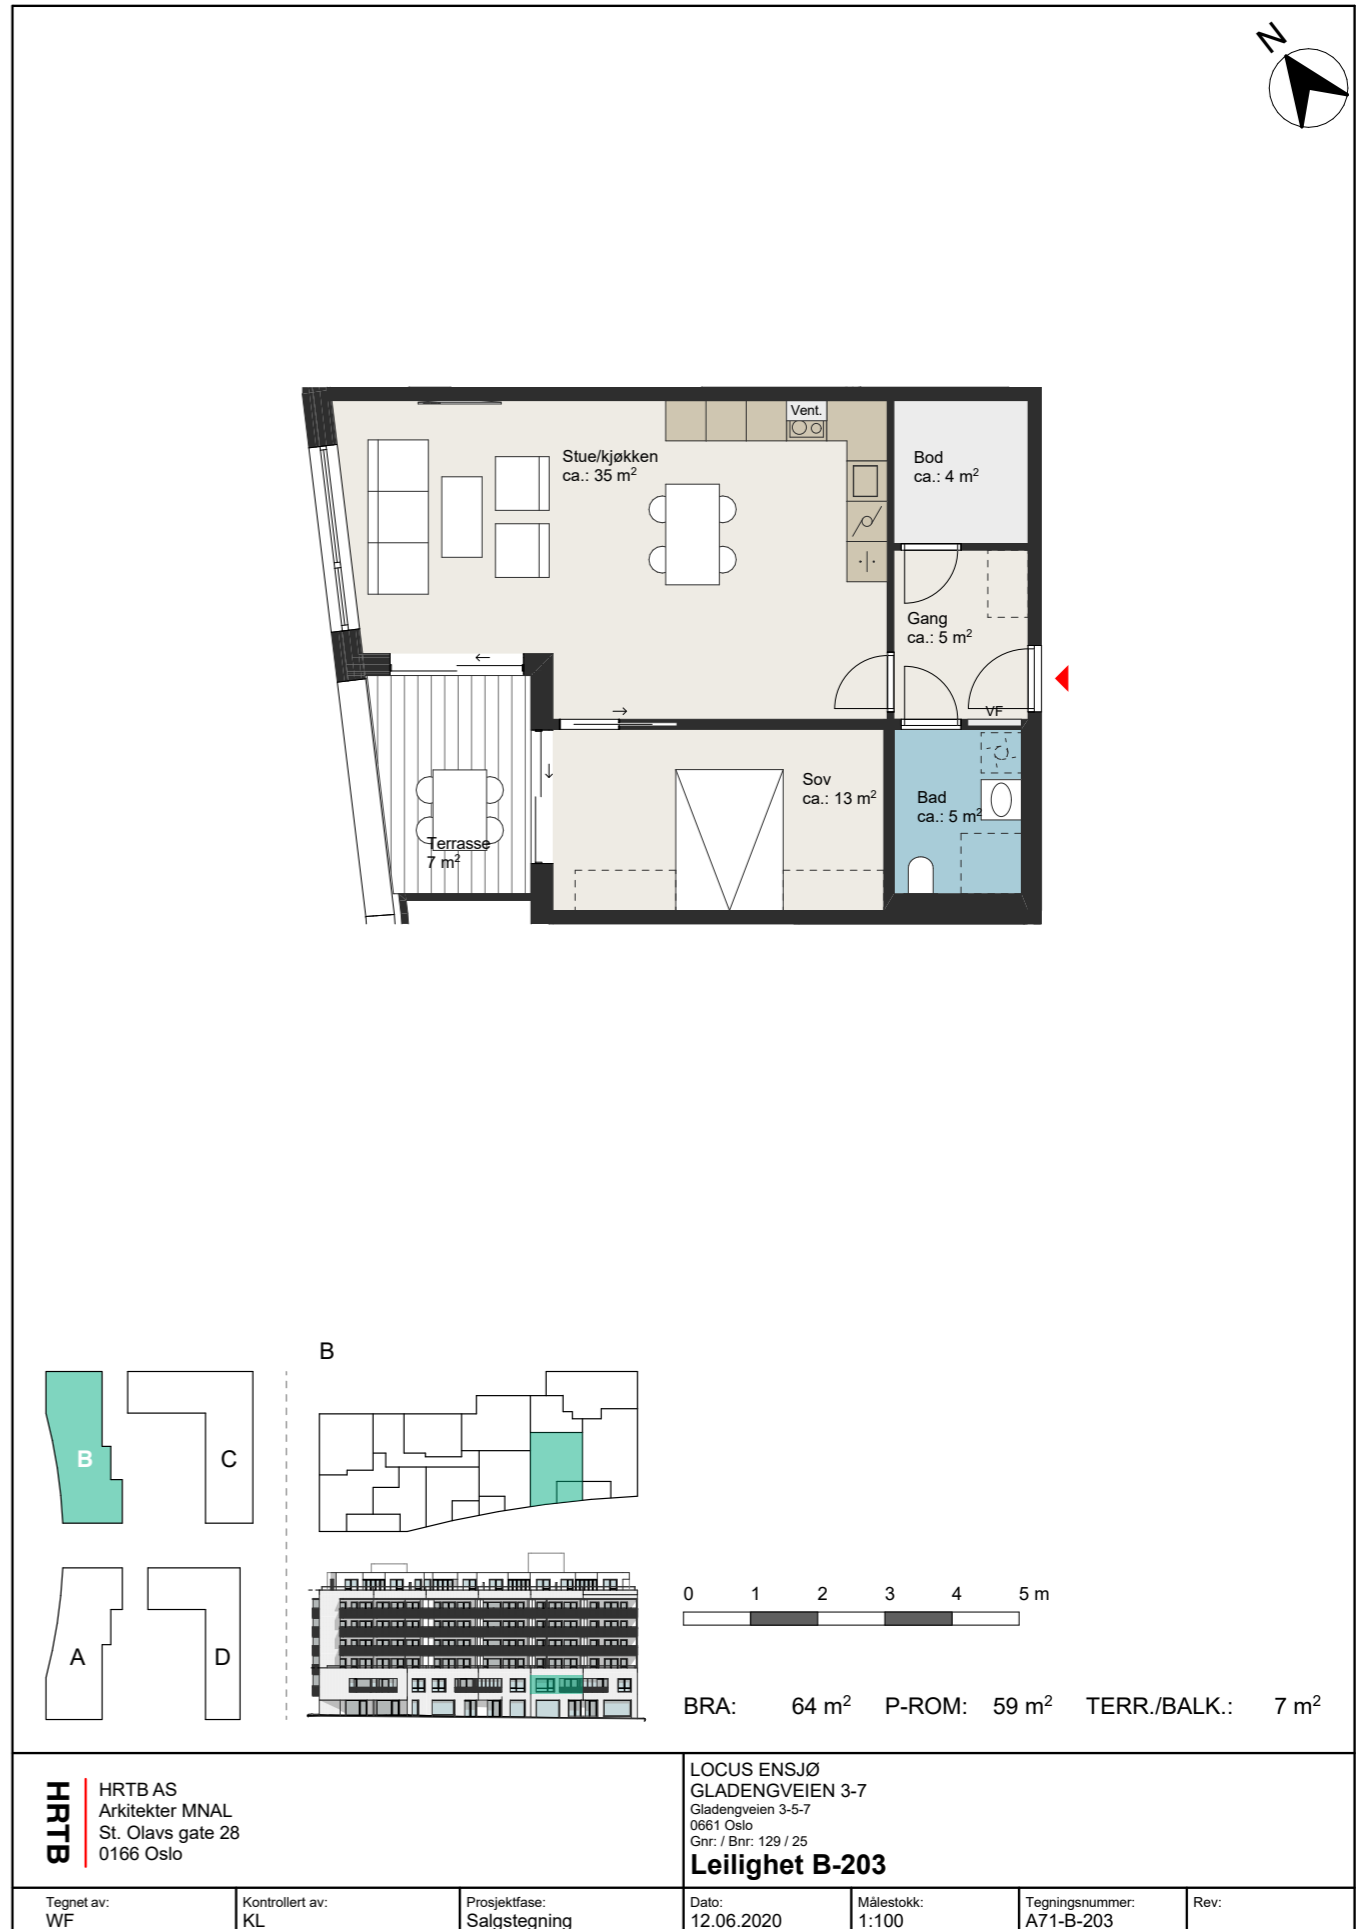 N
Vent.
Stue/kjøkken
ca.: 35 m²
Bod
ca.: 4 m²
Gang
ca.: 5 m²
VF
Sov
ca.: 13 m²
Bad
ca.: 5 m²
Terrasse
7 m²
B
B
C
A
D
0 1 2 3 4 5 m
BRA: 64 m² P-ROM: 59 m² TERR./BALK.: 7 m²
HRTB
HRTB AS
Arkitekter MNAL
St. Olavs gate 28
0166 Oslo
LOCUS ENSJØ
GLADENGVEIEN 3-7
Gladengveien 3-5-7
0661 Oslo
Gnr: / Bnr: 129 / 25
Leilighet B-203
Tegnet av:
WF
Kontrollert av:
KL
Prosjektfase:
Salgstegning
Dato:
12.06.2020
Målestokk:
1:100
Tegningsnummer:
A71-B-203
Rev: